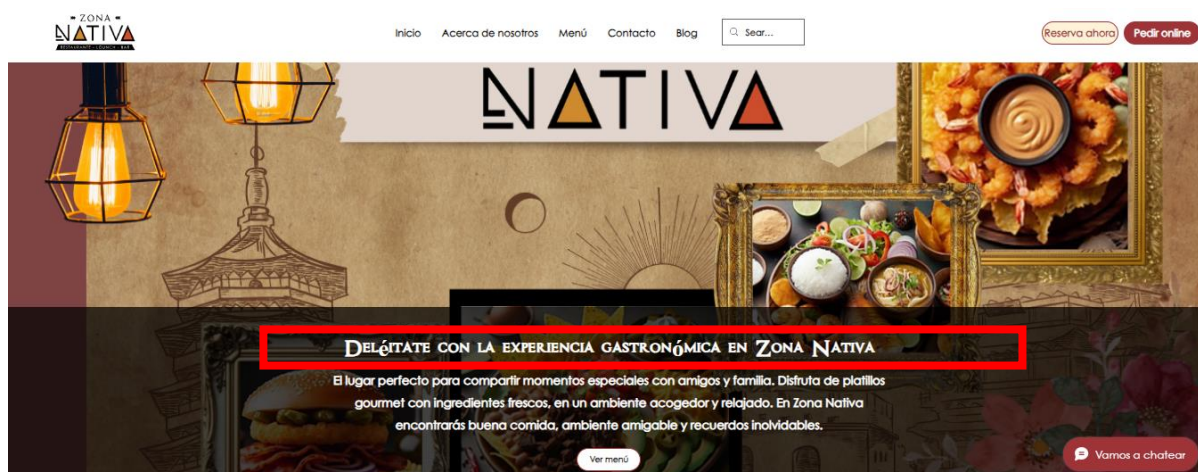 ZONA
NATIVA
RESTAURANTE - LOUNGE - BAR
Inicio Acerca de nosotros Menú Contacto Blog Sear... Reserva ahora Pedir online
NATIVA
Deléitate con la experiencia gastronómica en Zona Nativa
El lugar perfecto para compartir momentos especiales con amigos y familia. Disfruta de platillos
gourmet con ingredientes frescos, en un ambiente acogedor y relajado. En Zona Nativa
encontrarás buena comida, ambiente amigable y recuerdos inolvidables.
Ver menú
Vamos a chatear